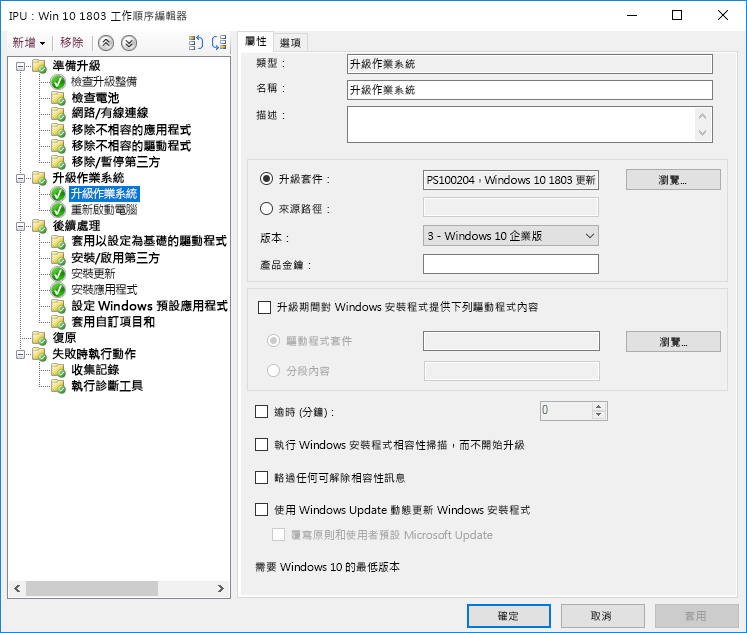 IPU：Win 10 1803 工作順序編輯器
新增 移除
準備升級
檢查升級整備
檢查電池
網路/有線連線
移除不相容的應用程式
移除不相容的驅動程式
移除/暫停第三方
升級作業系統
升級作業系統
重新啟動電腦
後續處理
套用以設定為基礎的驅動程式
安裝/啟用第三方
安裝更新
安裝應用程式
設定 Windows 預設應用程式
套用自訂項目和
復原
失敗時執行動作
收集記錄
執行診斷工具
屬性 選項
類型： 升級作業系統
名稱： 升級作業系統
描述：
升級套件： PS100204，Windows 10 1803 更新 瀏覽...
來源路徑：
版本： 3 - Windows 10 企業版
產品金鑰：
升級期間對 Windows 安裝程式提供下列驅動程式內容
驅動程式套件 瀏覽...
分段內容
逾時 (分鐘)： 0
執行 Windows 安裝程式相容性掃描，而不開始升級
略過任何可解除相容性訊息
使用 Windows Update 動態更新 Windows 安裝程式
覆寫原則和使用者預設 Microsoft Update
需要 Windows 10 的最低版本
確定 取消 套用